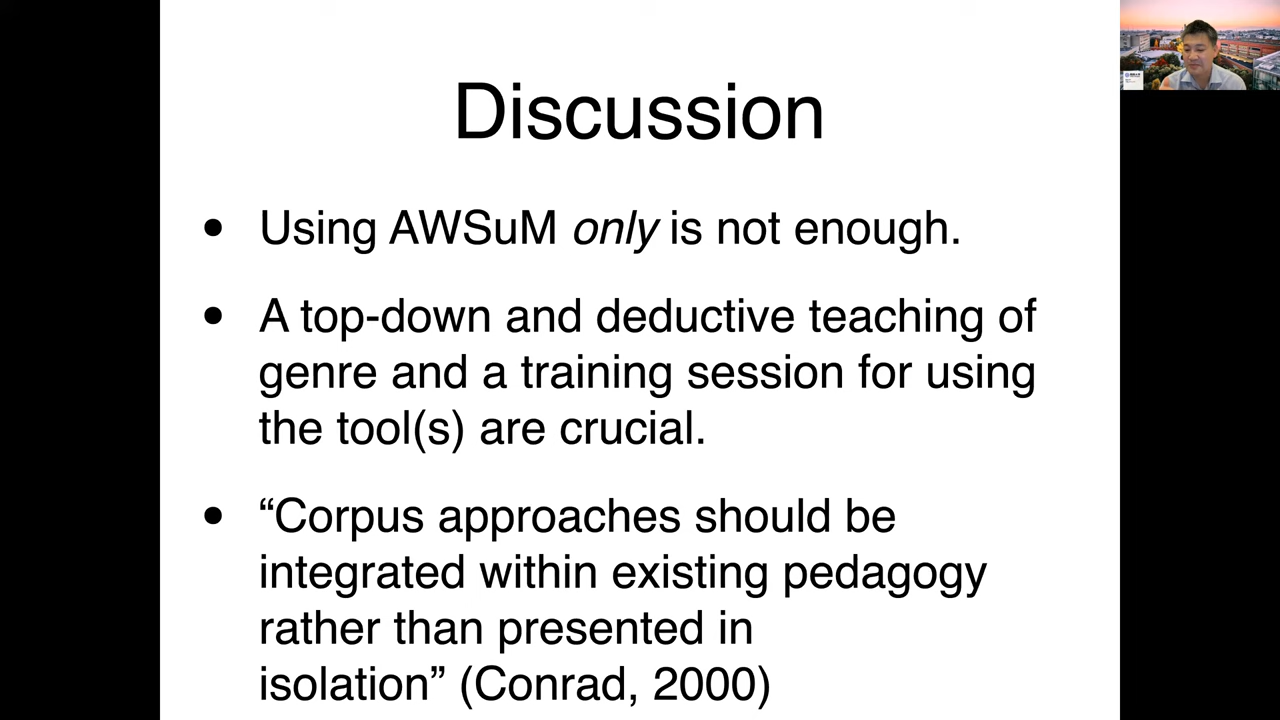 Discussion
• Using AWSuM only is not enough.
• A top-down and deductive teaching of
genre and a training session for using
the tool(s) are crucial.
• “Corpus approaches should be
integrated within existing pedagogy
rather than presented in
isolation” (Conrad, 2000)